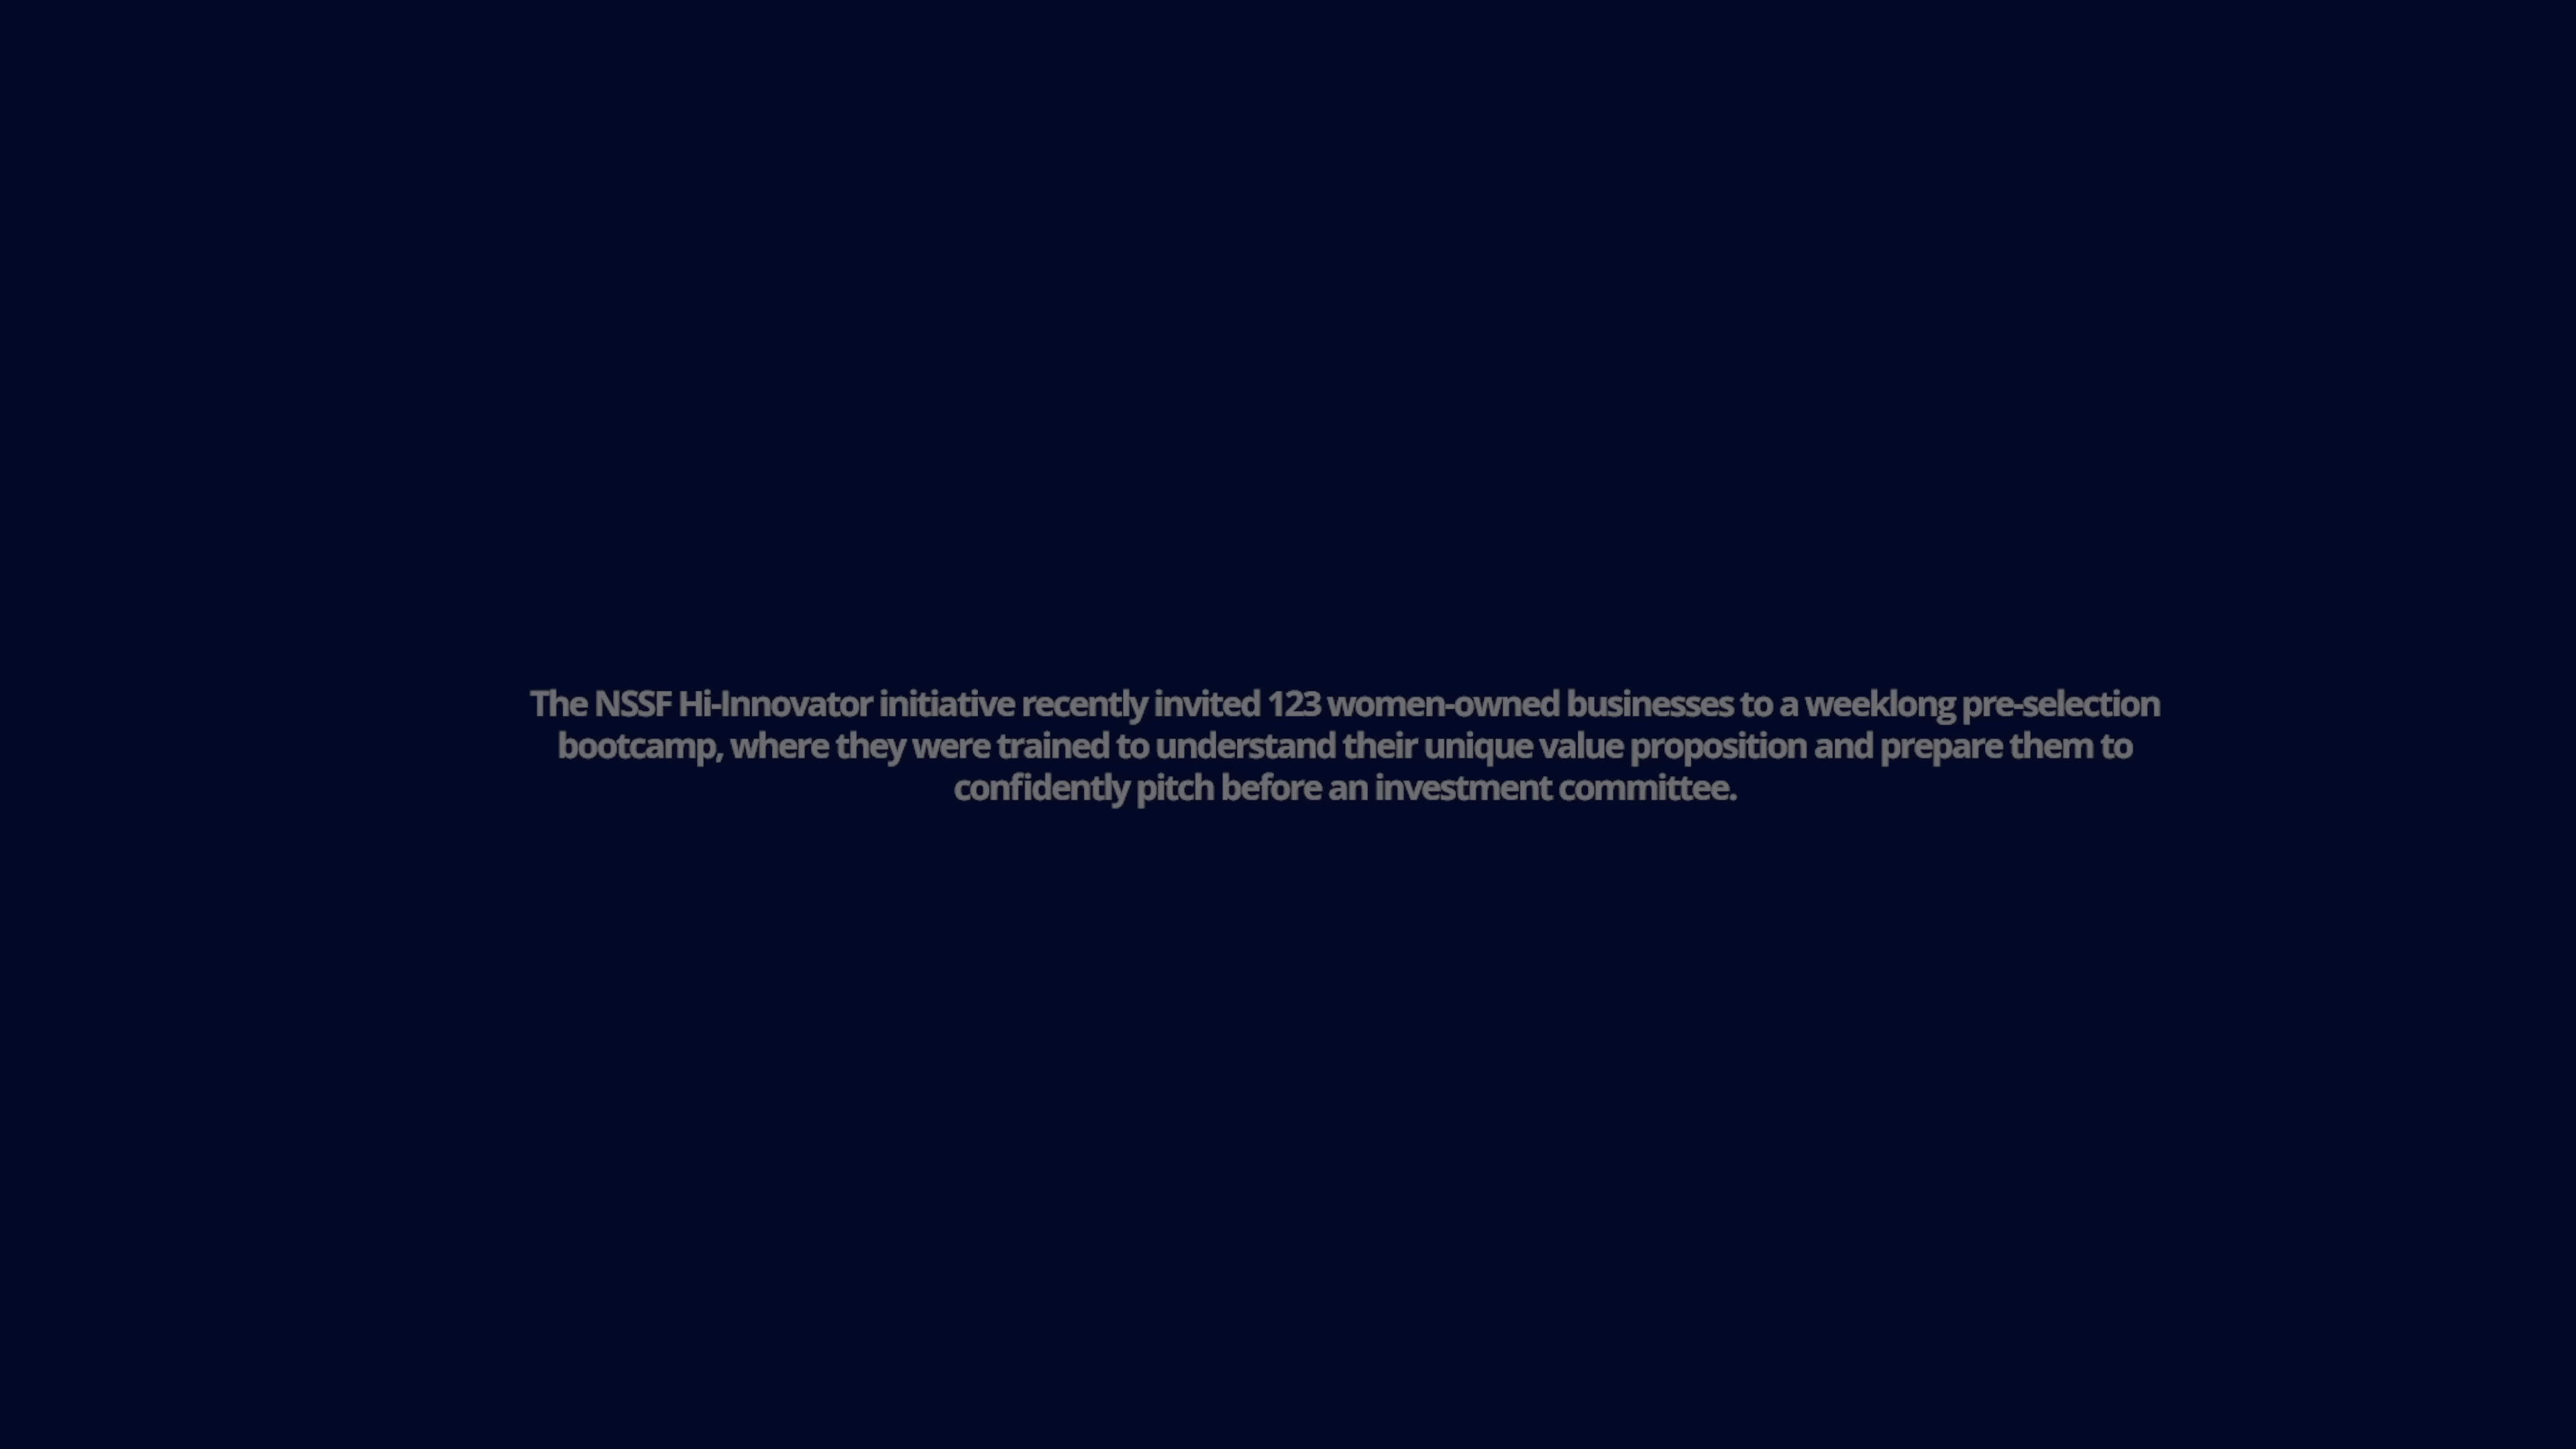 The NSSF Hi-Innovator initiative recently invited 123 women-owned businesses to a weeklong pre-selection
bootcamp, where they were trained to understand their unique value proposition and prepare them to
confidently pitch before an investment committee.